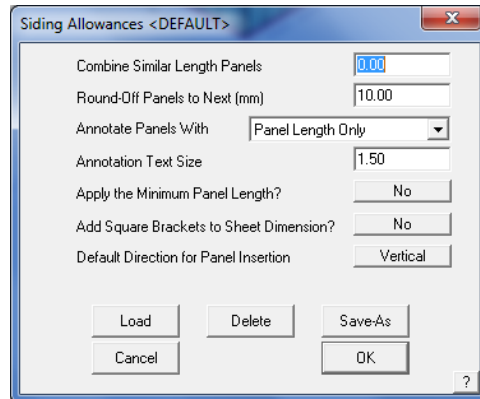 Siding Allowances <DEFAULT>
x
Combine Similar Length Panels 0.00
Round-Off Panels to Next (mm) 10.00
Annotate Panels With Panel Length Only
Annotation Text Size 1.50
Apply the Minimum Panel Length? No
Add Square Brackets to Sheet Dimension? No
Default Direction for Panel Insertion Vertical
Load Delete Save-As
Cancel OK
?